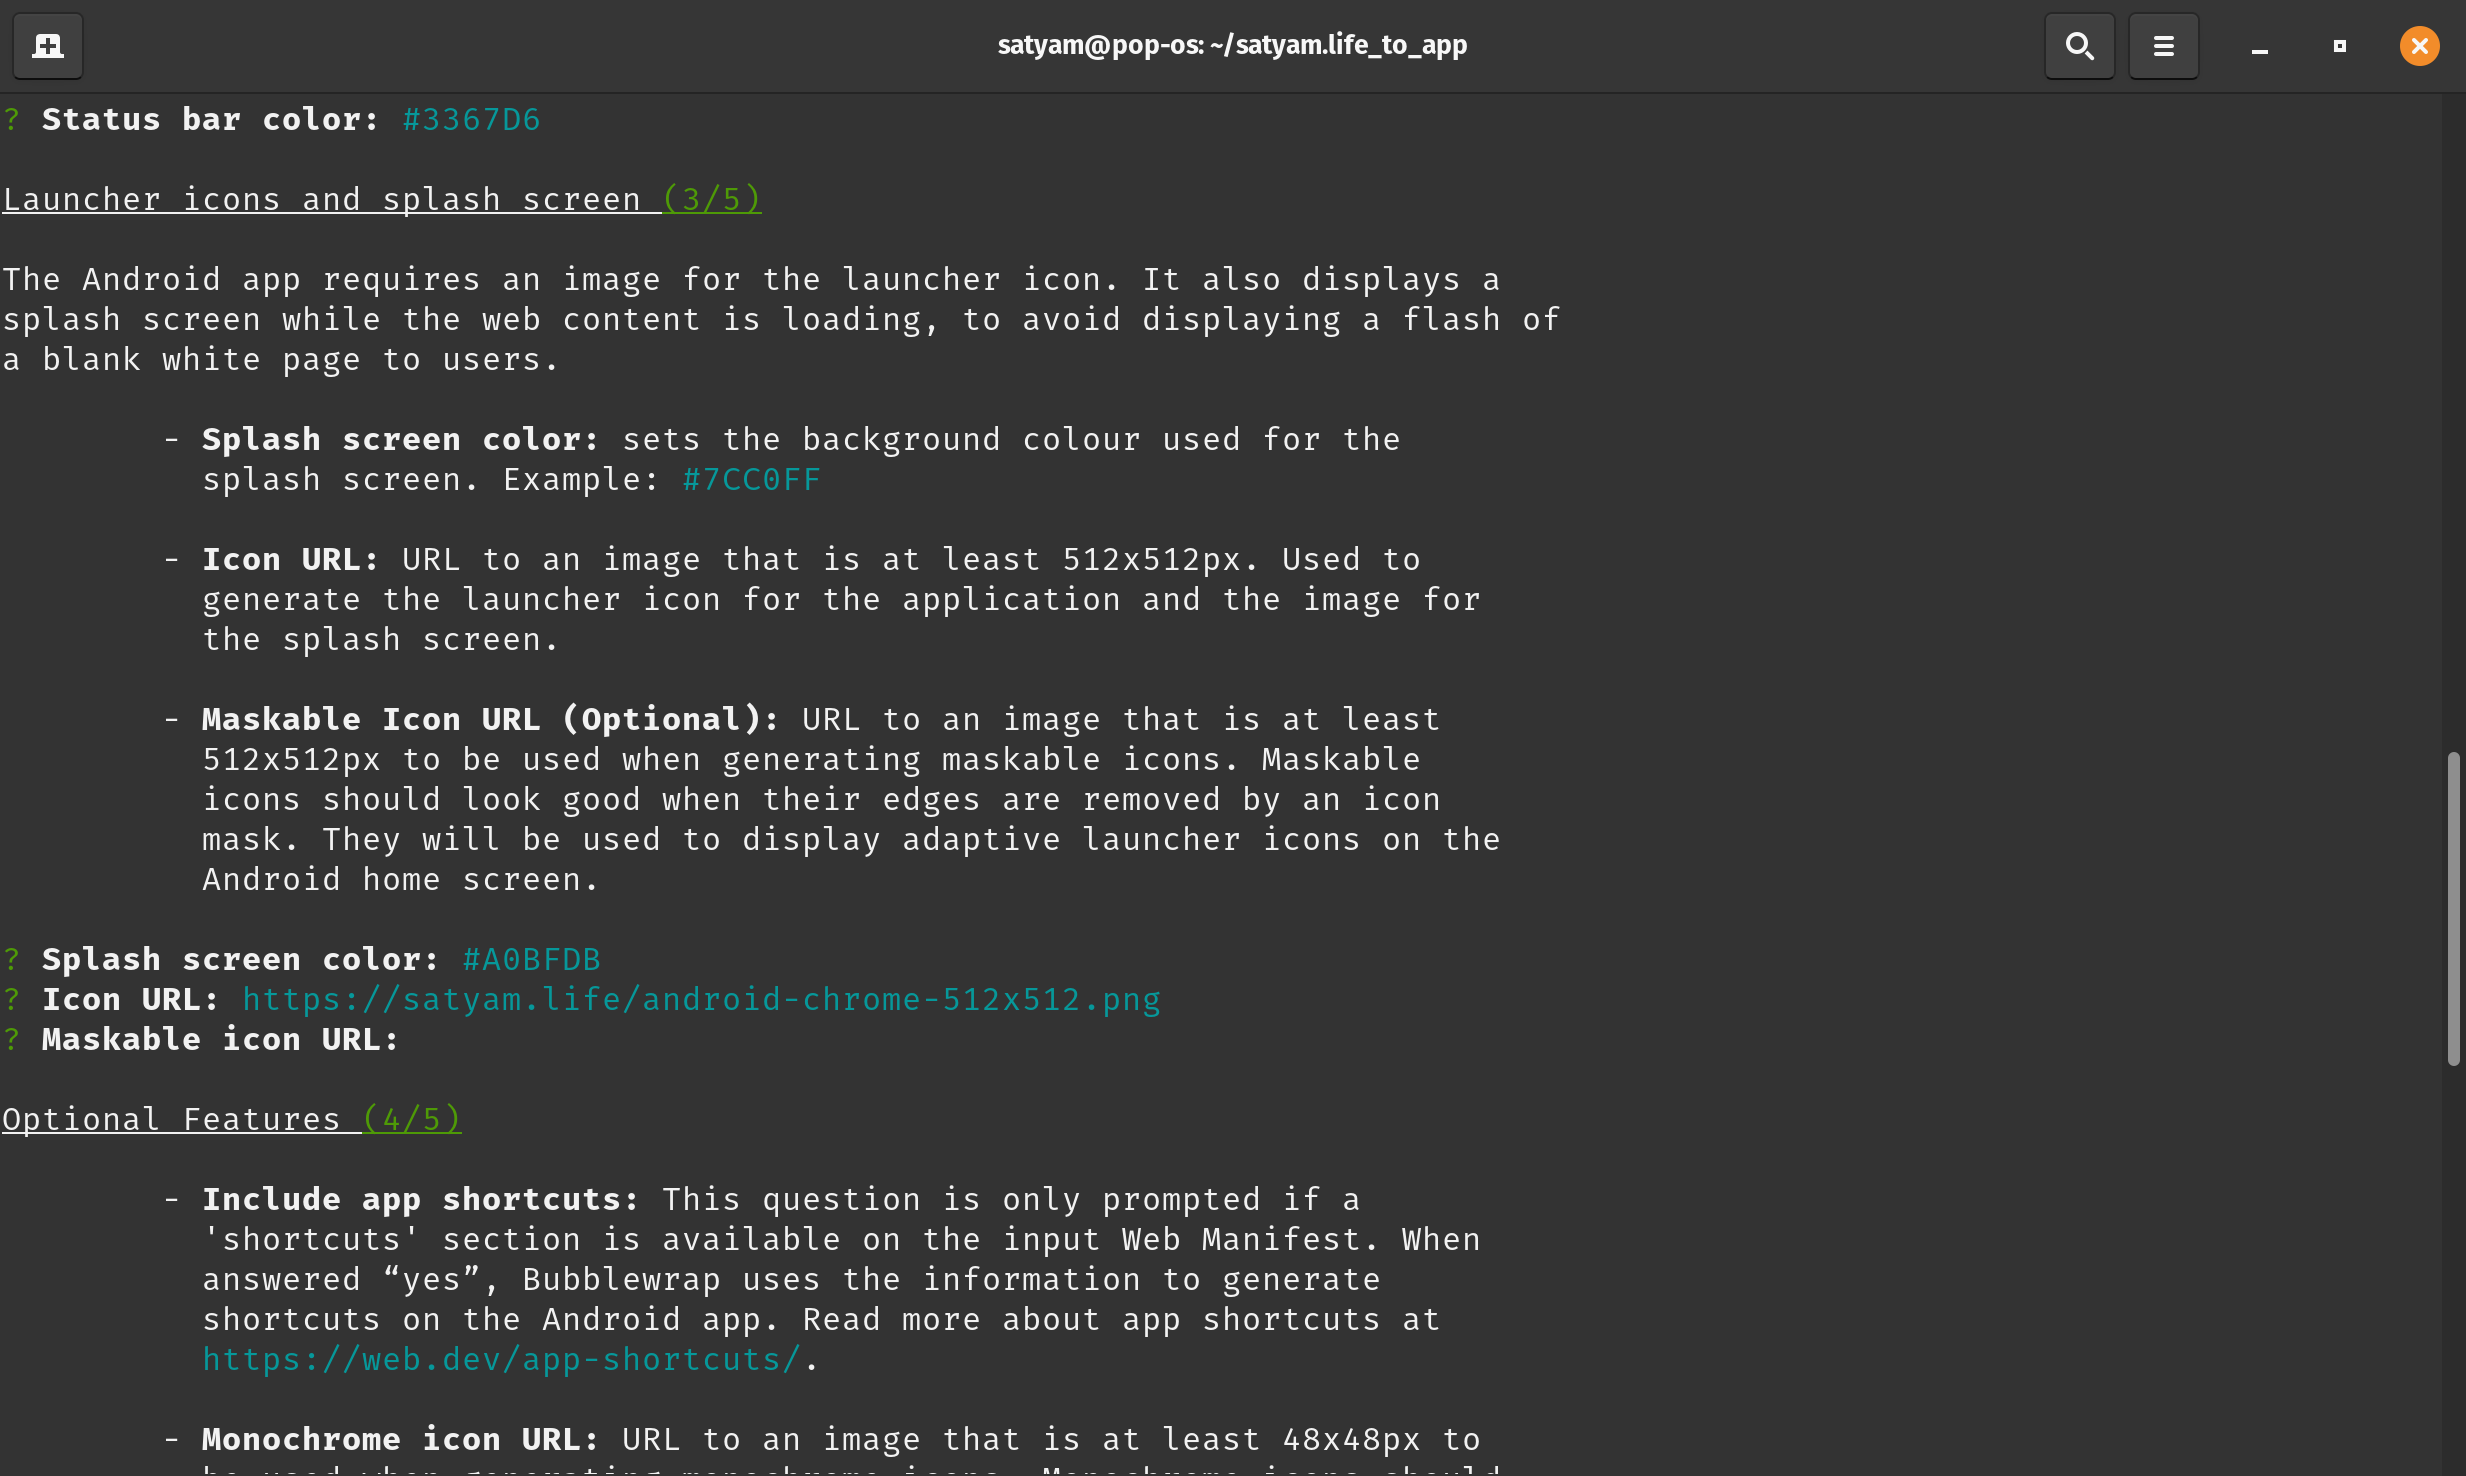 satyam@pop-os: ~/satyam.life_to_app
? Status bar color: #3367D6
Launcher icons and splash screen (3/5)
The Android app requires an image for the launcher icon. It also displays a
splash screen while the web content is loading, to avoid displaying a flash of
a blank white page to users.
- Splash screen color: sets the background colour used for the
splash screen. Example: #7CC0FF
- Icon URL: URL to an image that is at least 512x512px. Used to
generate the launcher icon for the application and the image for
the splash screen.
- Maskable Icon URL (Optional): URL to an image that is at least
512x512px to be used when generating maskable icons. Maskable
icons should look good when their edges are removed by an icon
mask. They will be used to display adaptive launcher icons on the
Android home screen.
? Splash screen color: #A0BFDB
? Icon URL: https://satyam.life/android-chrome-512x512.png
? Maskable icon URL:
Optional Features (4/5)
- Include app shortcuts: This question is only prompted if a
'shortcuts' section is available on the input Web Manifest. When
answered “yes”, Bubblewrap uses the information to generate
shortcuts on the Android app. Read more about app shortcuts at
https://web.dev/app-shortcuts/.
- Monochrome icon URL: URL to an image that is at least 48x48px to
be used when generating monochrome icons. Monochrome icons should